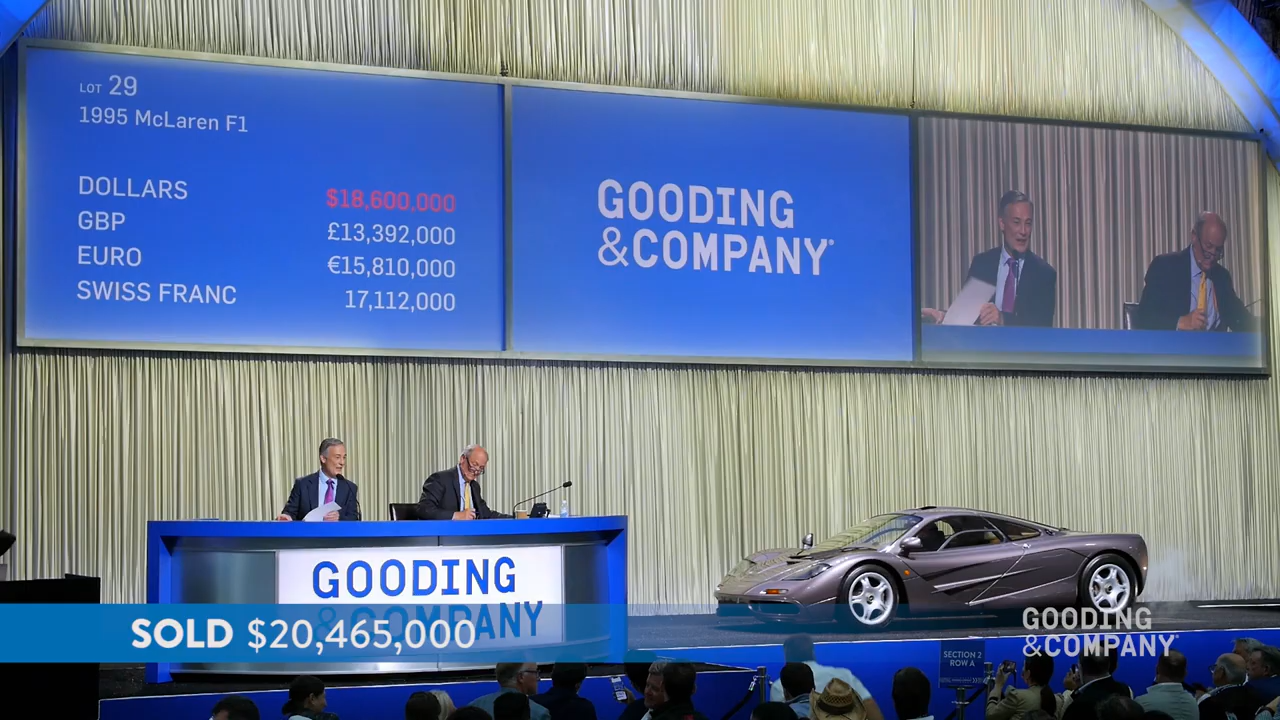 LOT 29
1995 McLaren F1
DOLLARS $18,600,000
GBP £13,392,000
EURO €15,810,000
SWISS FRANC 17,112,000
GOODING
&COMPANY®
GOODING
&COMPANY
SOLD $20,465,000
GOODING
&COMPANY®
SECTION 2
ROW A